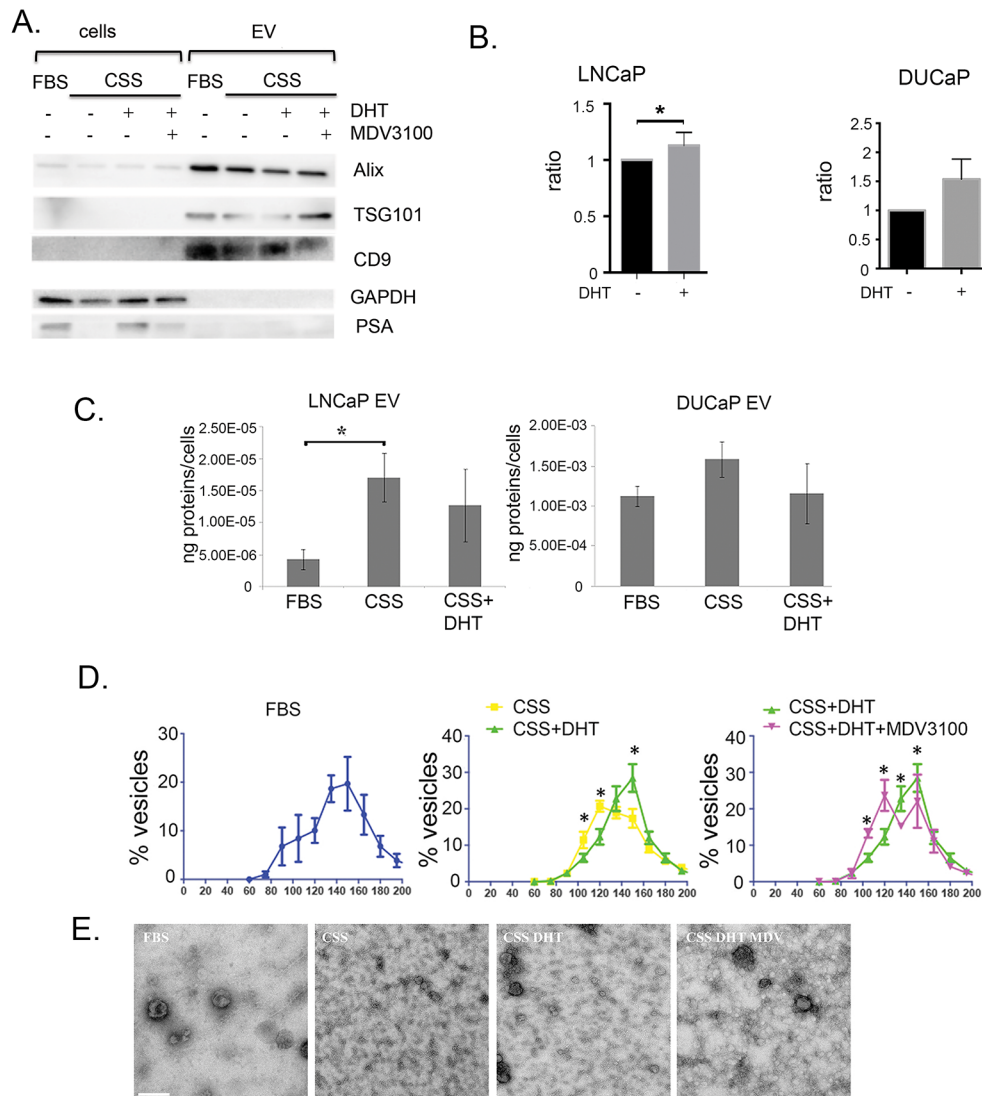 A.
cells EV
FBS CSS FBS CSS
- - + + - - + + DHT
- - - + - - - + MDV3100
Alix
TSG101
CD9
GAPDH
PSA
B.
LNCaP
ratio
1.5
1
0.5
0
*
DHT - +
DUCaP
ratio
2.5
2
1.5
1
0.5
0
DHT - +
C.
LNCaP EV
ng proteins/cells
2.50E-05
2.00E-05
1.50E-05
1.00E-05
5.00E-06
0
*
FBS CSS CSS+
DHT
DUCaP EV
ng proteins/cells
2.00E-03
1.50E-03
1.00E-03
5.00E-04
0
FBS CSS CSS+
DHT
D.
FBS
% vesicles
30
20
10
0
0 20 40 60 80 100 120 140 160 180 200
CSS
CSS+DHT
% vesicles
40
30
20
10
0
* * *
0 20 40 60 80 100 120 140 160 180 200
CSS+DHT
CSS+DHT+MDV3100
% vesicles
40
30
20
10
0
* * * *
0 20 40 60 80 100 120 140 160 180 200
E.
FBS CSS CSS DHT CSS DHT MDV